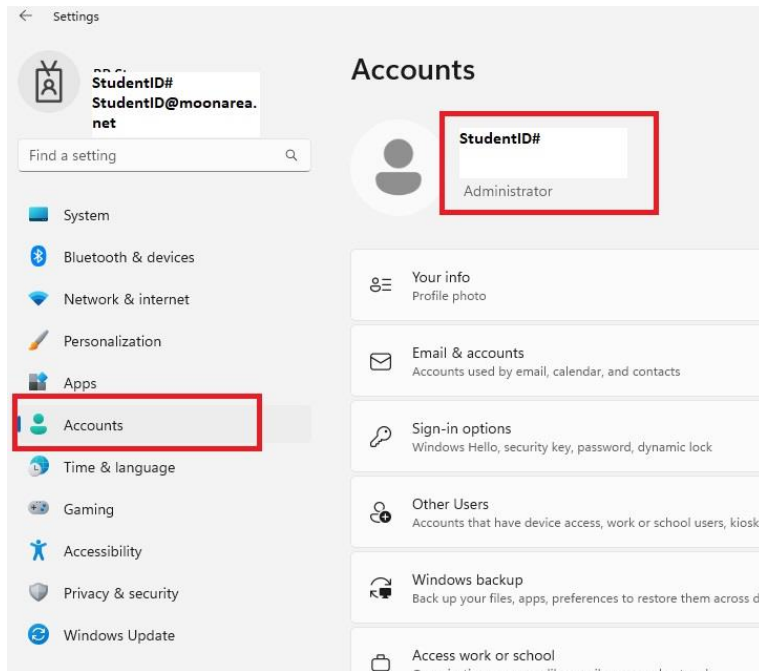 Settings
StudentID#
StudentID@moonarea.
net
Find a setting
System
Bluetooth & devices
Network & internet
Personalization
Apps
Accounts
Time & language
Gaming
Accessibility
Privacy & security
Windows Update
Accounts
StudentID#
Administrator
Your info
Profile photo
Email & accounts
Accounts used by email, calendar, and contacts
Sign-in options
Windows Hello, security key, password, dynamic lock
Other Users
Accounts that have device access, work or school users, kiosk
Windows backup
Back up your files, apps, preferences to restore them across d
Access work or school